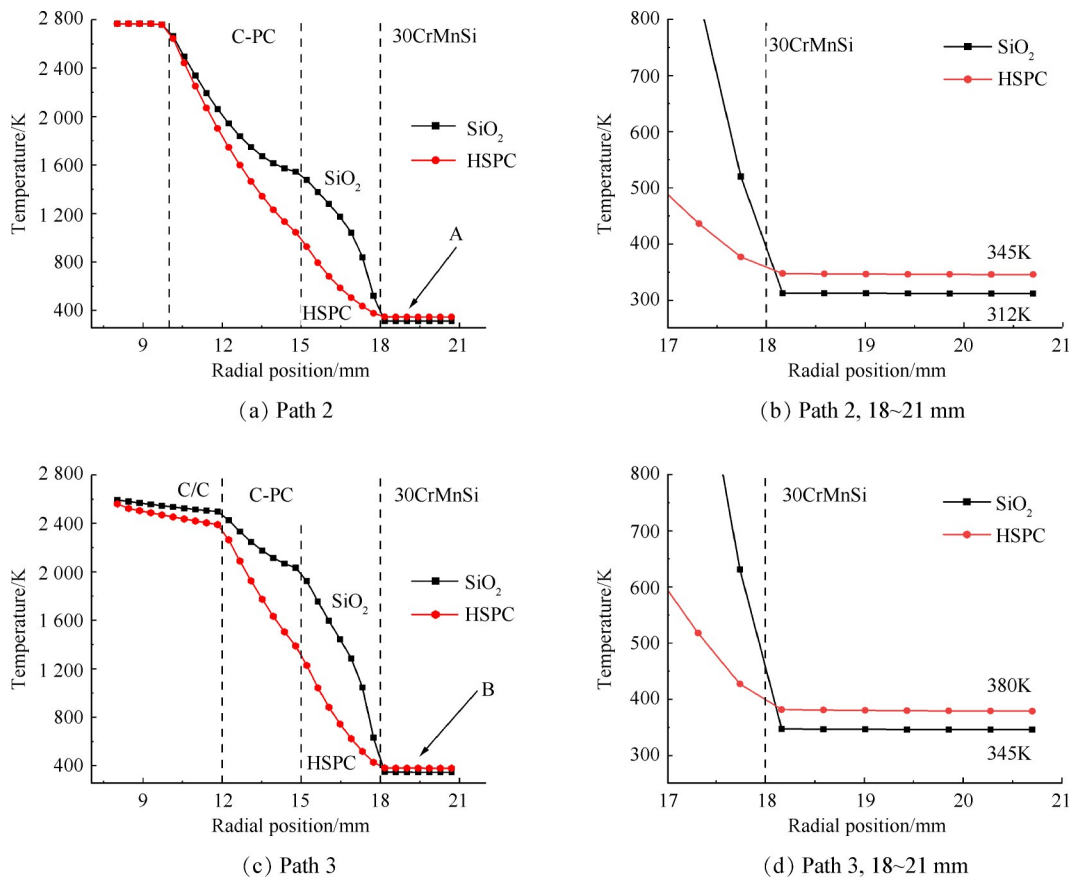 2 800
2 400
2 000
1 600
1 200
800
400
Temperature/K
C-PC
30CrMnSi
SiO₂
HSPC
SiO₂
A
HSPC
9
12
15
18
21
Radial position/mm
(a) Path 2
800
700
600
500
400
300
Temperature/K
30CrMnSi
SiO₂
HSPC
345K
312K
17
18
19
20
21
Radial position/mm
(b) Path 2, 18~21 mm
2 800
2 400
2 000
1 600
1 200
800
400
Temperature/K
C/C
C-PC
30CrMnSi
SiO₂
HSPC
SiO₂
B
HSPC
9
12
15
18
21
Radial position/mm
(c) Path 3
800
700
600
500
400
300
Temperature/K
30CrMnSi
SiO₂
HSPC
380K
345K
17
18
19
20
21
Radial position/mm
(d) Path 3, 18~21 mm